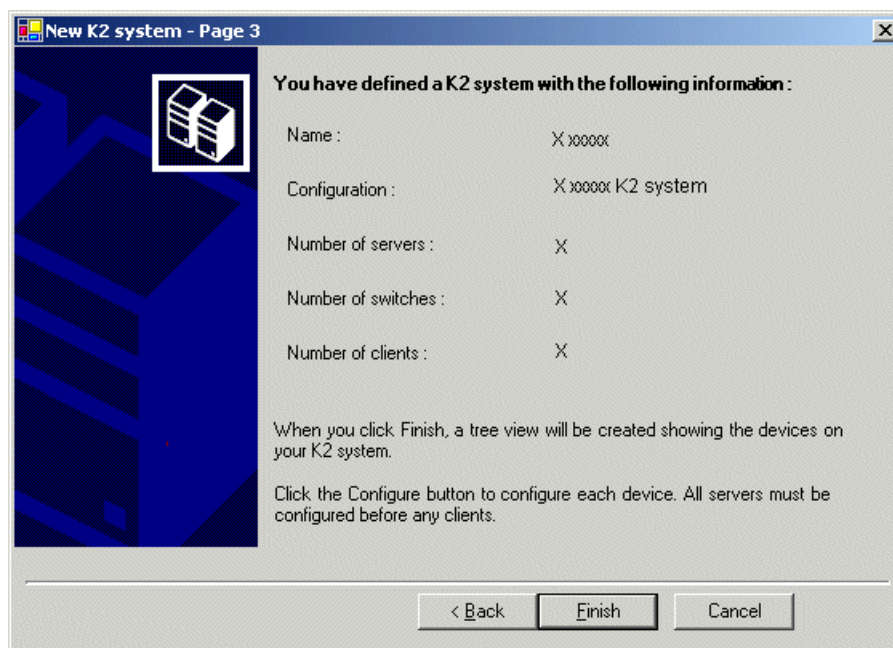 New K2 system - Page 3
You have defined a K2 system with the following information :
Name : X xxxxx
Configuration : X xxxxx K2 system
Number of servers : X
Number of switches : X
Number of clients : X
When you click Finish, a tree view will be created showing the devices on
your K2 system.
Click the Configure button to configure each device. All servers must be
configured before any clients.
< Back Finish Cancel